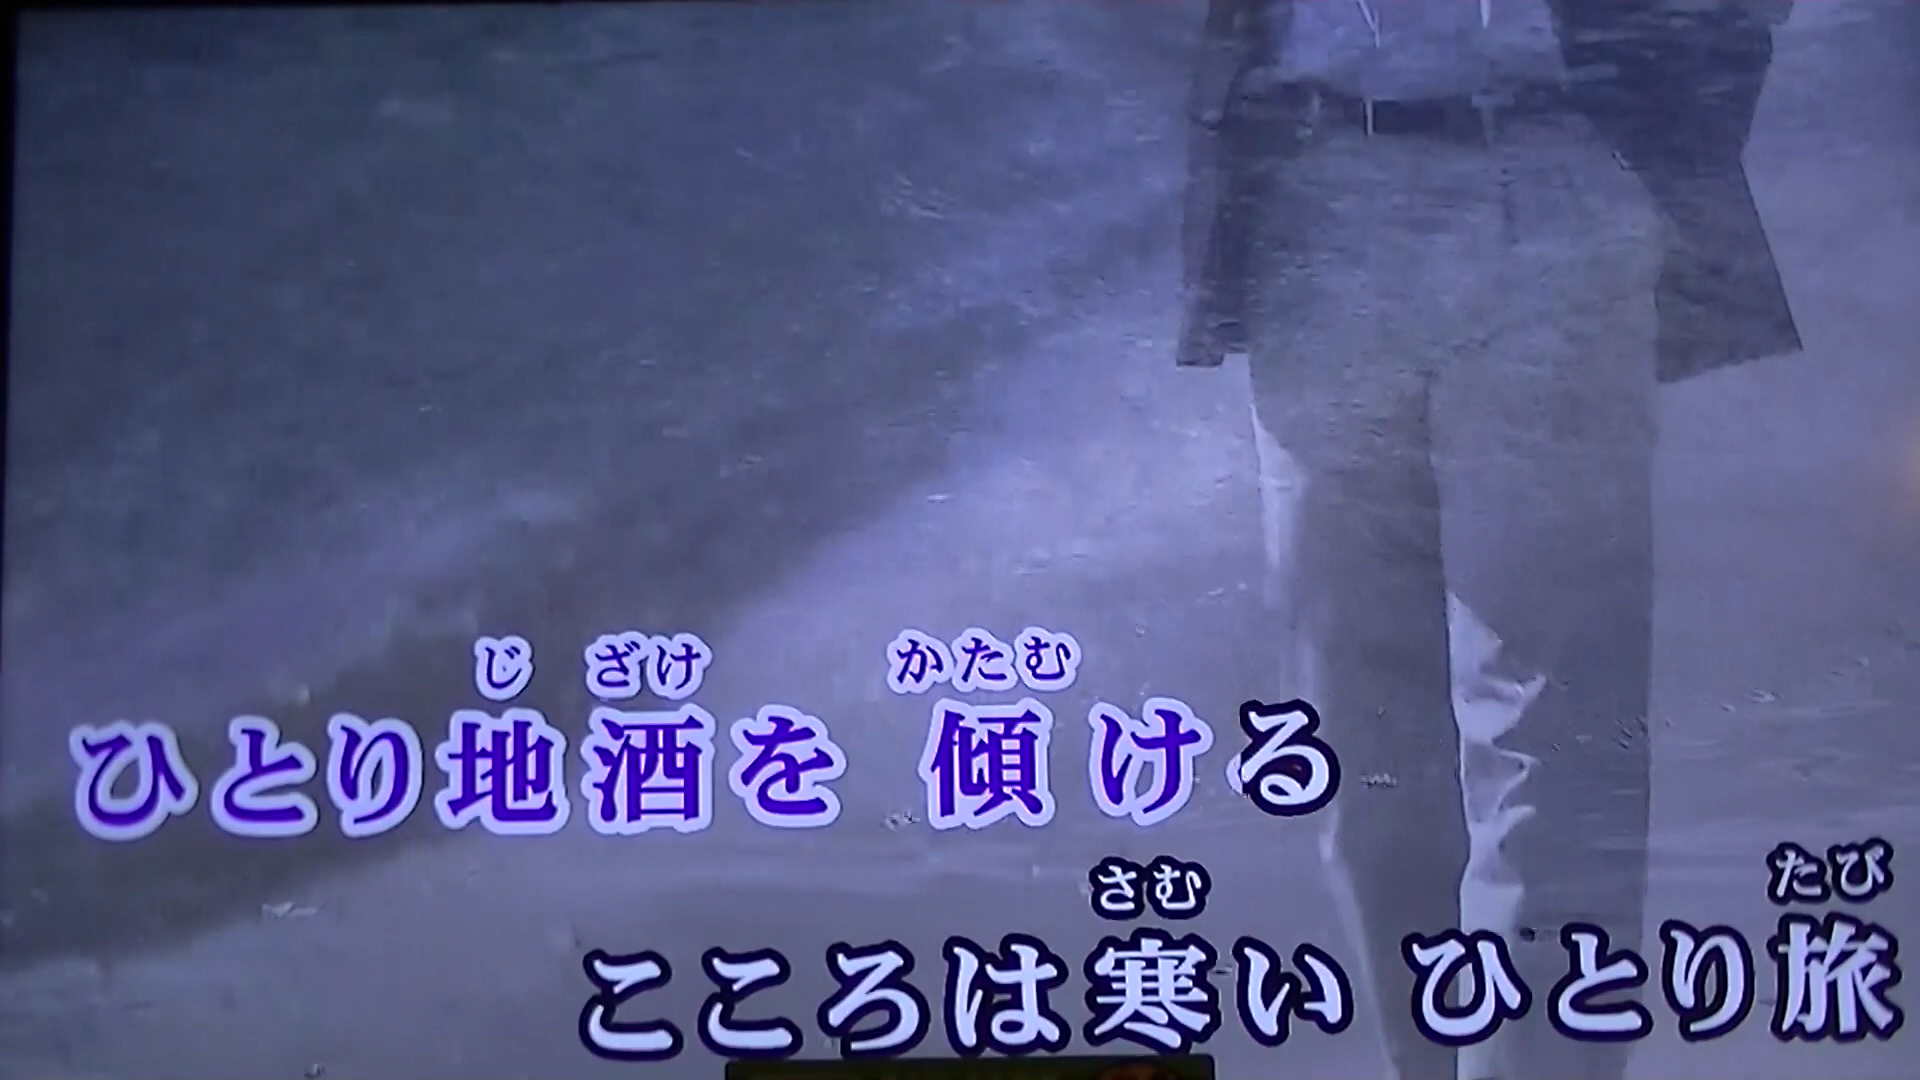 じ ざけ かたむ
ひとり地酒を 傾ける
さむ たび
こころは寒い ひとり旅